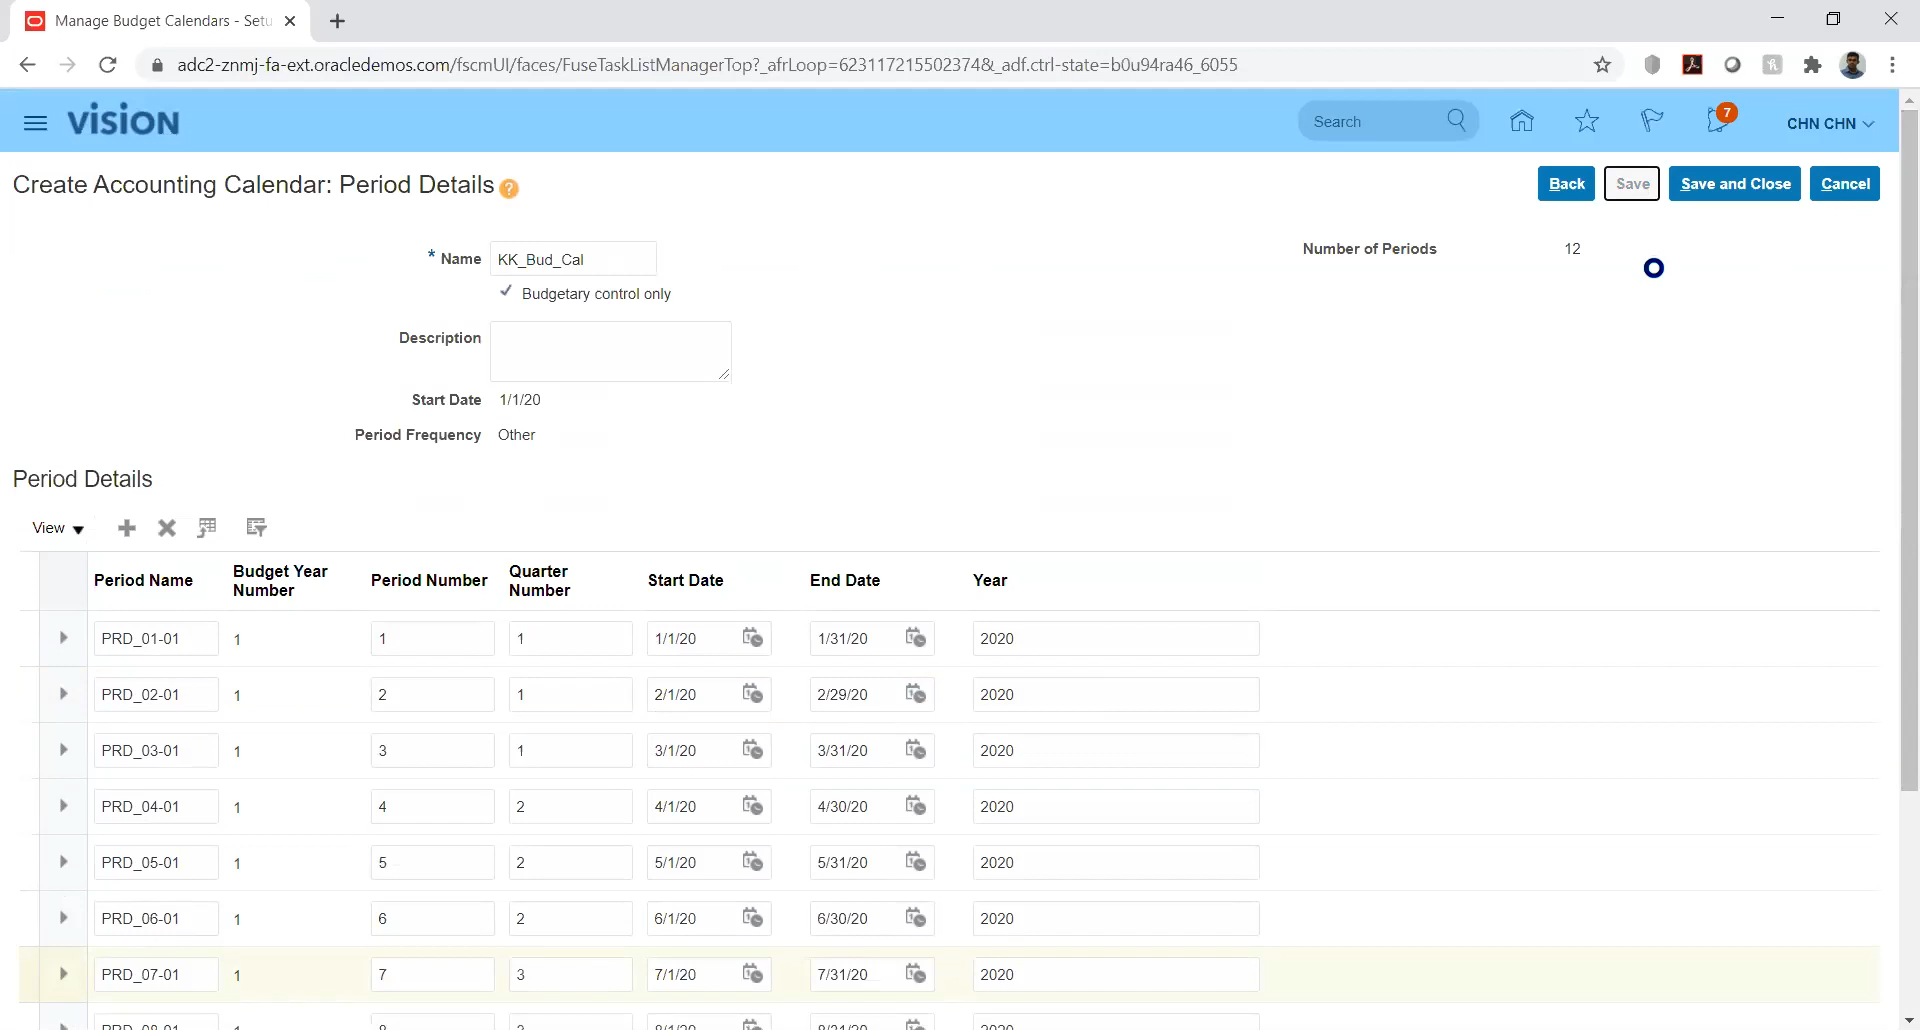 Manage Budget Calendars - Setu
adc2-znmj-fa-ext.oracledemos.com/fscmUI/faces/FuseTaskListManagerTop?_afrLoop=62311721550237​4&_adf.ctrl-state=b0u94ra46_6055
VISION
Search
7
CHN CHN
Create Accounting Calendar: Period Details ?
Back Save Save and Close Cancel
* Name KK_Bud_Cal
Number of Periods 12
Budgetary control only
Description
Start Date 1/1/20
Period Frequency Other
Period Details
View
Period Name Budget Year Number Period Number Quarter Number Start Date End Date Year
PRD_01-01 1 1 1 1/1/20 1/31/20 2020
PRD_02-01 1 2 1 2/1/20 2/29/20 2020
PRD_03-01 1 3 1 3/1/20 3/31/20 2020
PRD_04-01 1 4 2 4/1/20 4/30/20 2020
PRD_05-01 1 5 2 5/1/20 5/31/20 2020
PRD_06-01 1 6 2 6/1/20 6/30/20 2020
PRD_07-01 1 7 3 7/1/20 7/31/20 2020